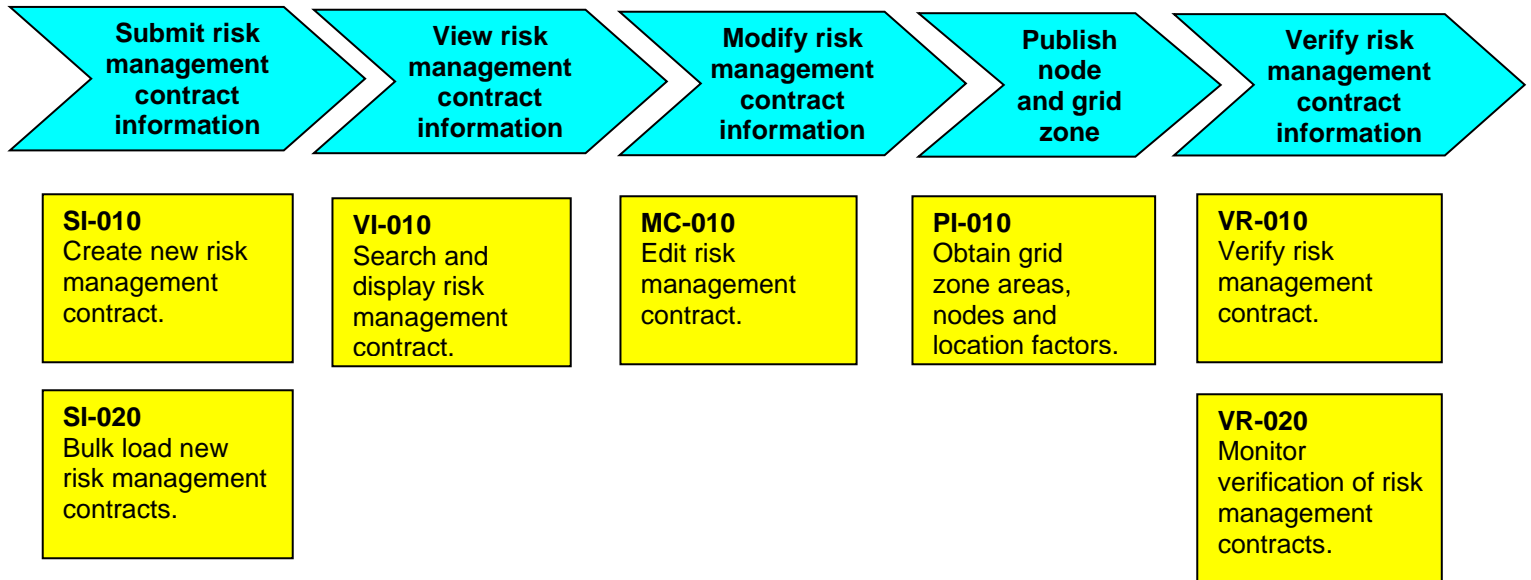 Submit risk
management
contract
information
View risk
management
contract
information
Modify risk
management
contract
information
Publish
node
and grid
zone
Verify risk
management
contract
information
SI-010
Create new risk
management
contract.
VI-010
Search and
display risk
management
contract.
MC-010
Edit risk
management
contract.
PI-010
Obtain grid
zone areas,
nodes and
location factors.
VR-010
Verify risk
management
contract.
SI-020
Bulk load new
risk management
contracts.
VR-020
Monitor
verification of risk
management
contracts.